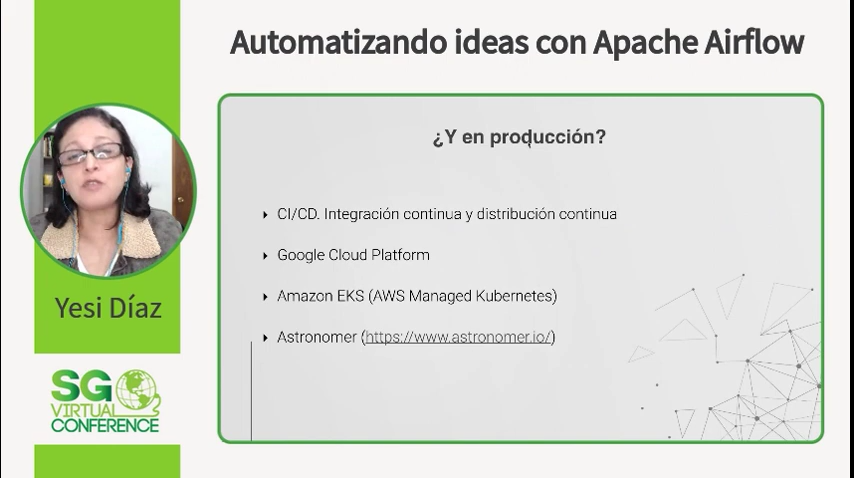 Automatizando ideas con Apache Airflow
¿Y en producción?
CI/CD. Integración continua y distribución continua
Google Cloud Platform
Amazon EKS (AWS Managed Kubernetes)
Astronomer (https://www.astronomer.io/)
Yesi Díaz
SG
VIRTUAL
CONFERENCE